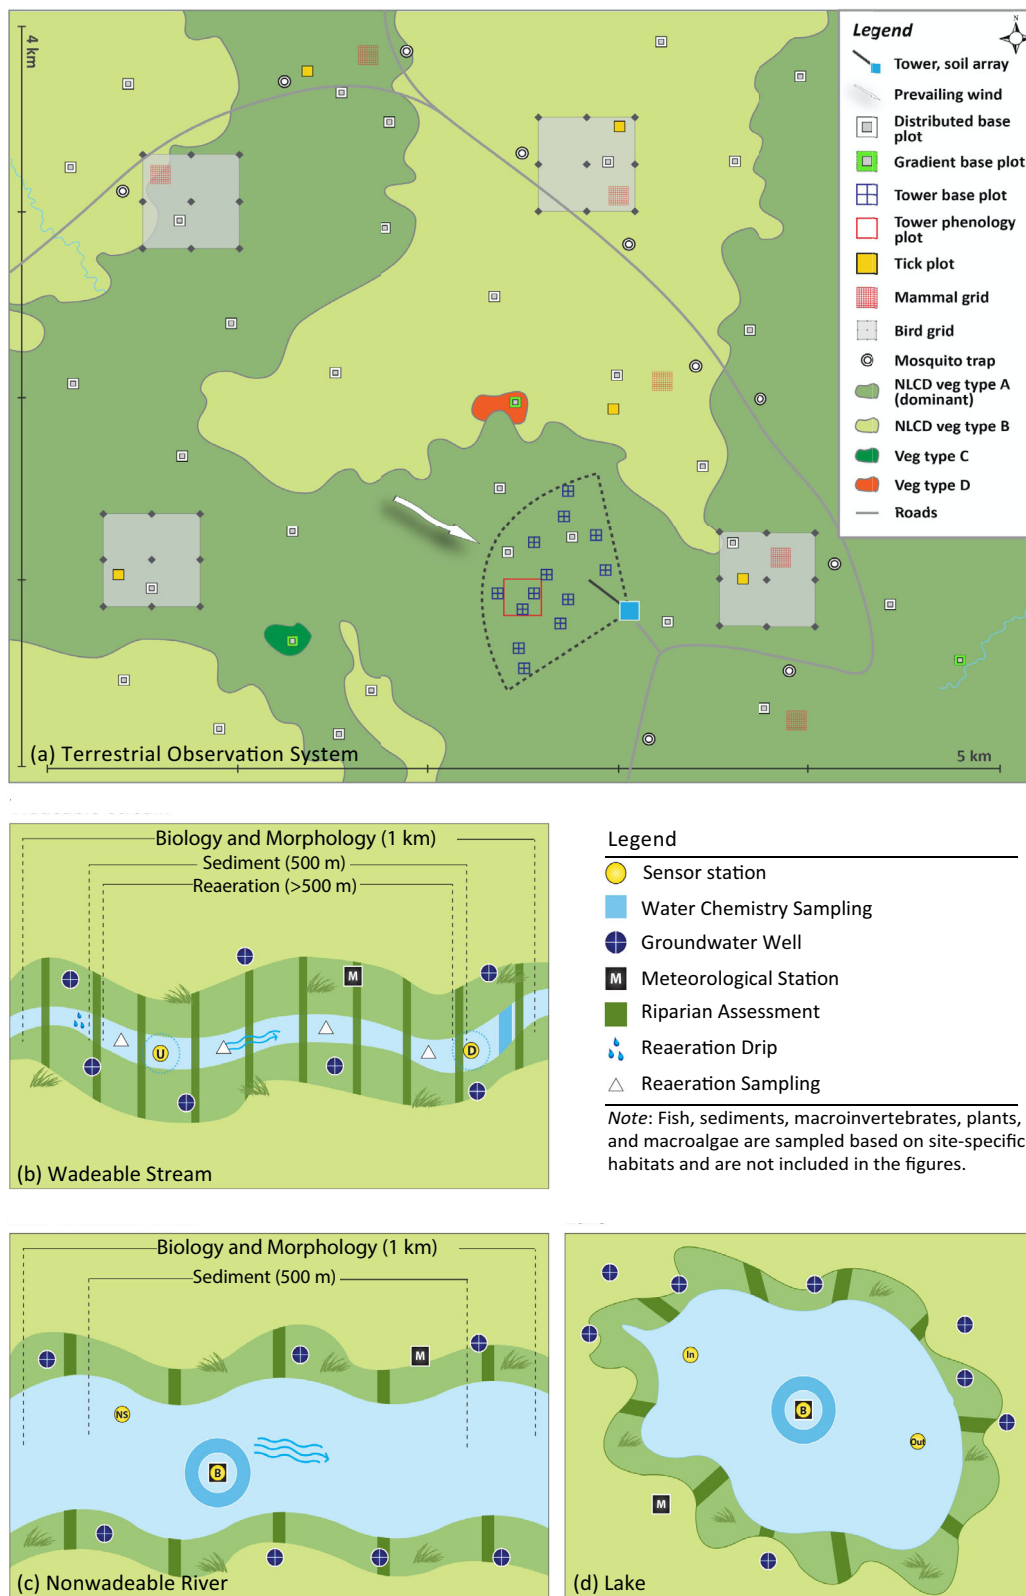 4 km
Legend
Tower, soil array
Prevailing wind
Distributed base
plot
Gradient base plot
Tower base plot
Tower phenology
plot
Tick plot
Mammal grid
Bird grid
Mosquito trap
NLCD veg type A
(dominant)
NLCD veg type B
Veg type C
Veg type D
Roads
(a) Terrestrial Observation System
5 km
Biology and Morphology (1 km)
Sediment (500 m)
Reaeration (>500 m)
M
U
D
(b) Wadeable Stream
Legend
Sensor station
Water Chemistry Sampling
Groundwater Well
M Meteorological Station
Riparian Assessment
Reaeration Drip
Reaeration Sampling
Note: Fish, sediments, macroinvertebrates, plants,
and macroalgae are sampled based on site-specific
habitats and are not included in the figures.
Biology and Morphology (1 km)
Sediment (500 m)
M
NS
B
(c) Nonwadeable River
In
B
Out
M
(d) Lake